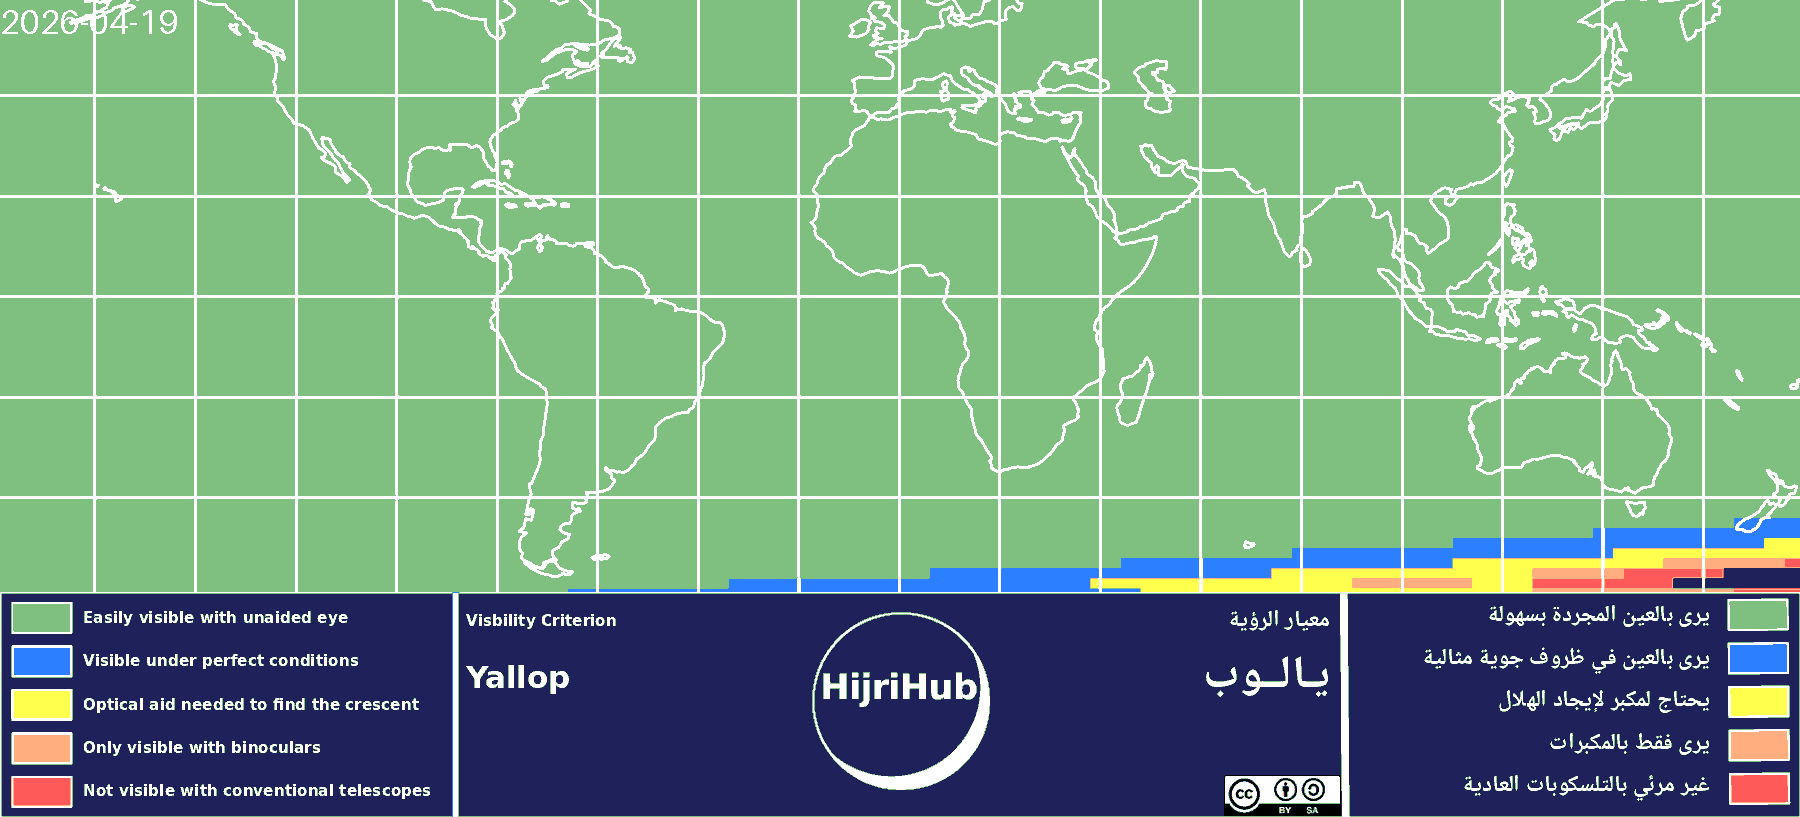 2026-04-19
Easily visible with unaided eye
Visible under perfect conditions
Optical aid needed to find the crescent
Only visible with binoculars
Not visible with conventional telescopes
Visbility Criterion
Yallop
HijriHub
معيار الرؤية
يـالـوب
cc
BY SA
يرى بالعين المجردة بسهولة
يرى بالعين في ظروف جوية مثالية
يحتاج لمكبر لإيجاد الهلال
يرى فقط بالمكبرات
غير مرئي بالتلسكوبات العادية